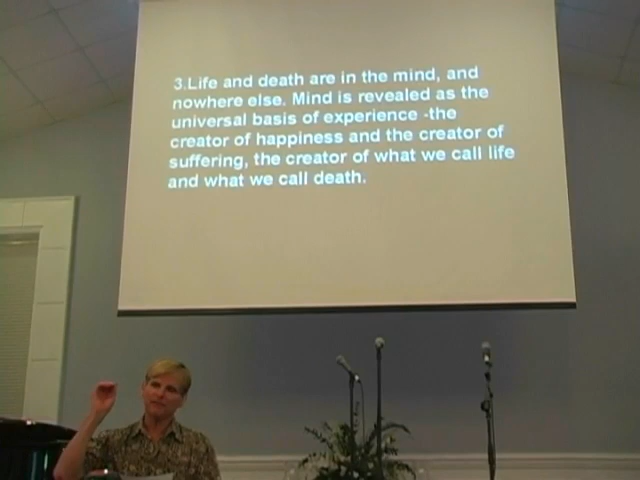 3.Life and death are in the mind, and
nowhere else. Mind is revealed as the
universal basis of experience -the
creator of happiness and the creator of
suffering, the creator of what we call life
and what we call death.